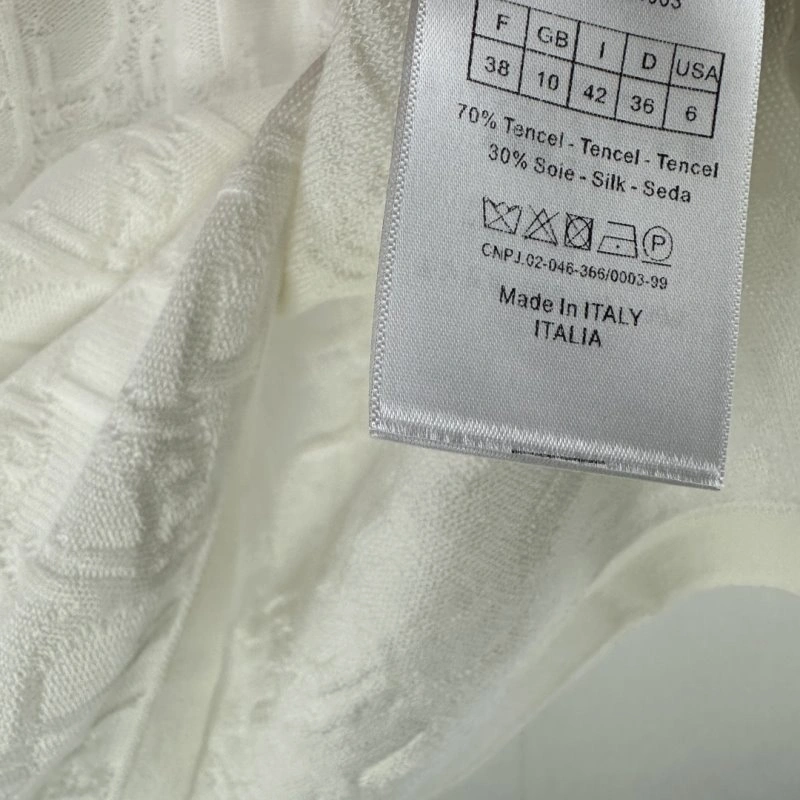 F GB I D USA
38 10 42 36 6
70% Tencel - Tencel - Tencel
30% Soie - Silk - Seda
P
CNPJ.02-046-366/0003-99
Made In ITALY
ITALIA